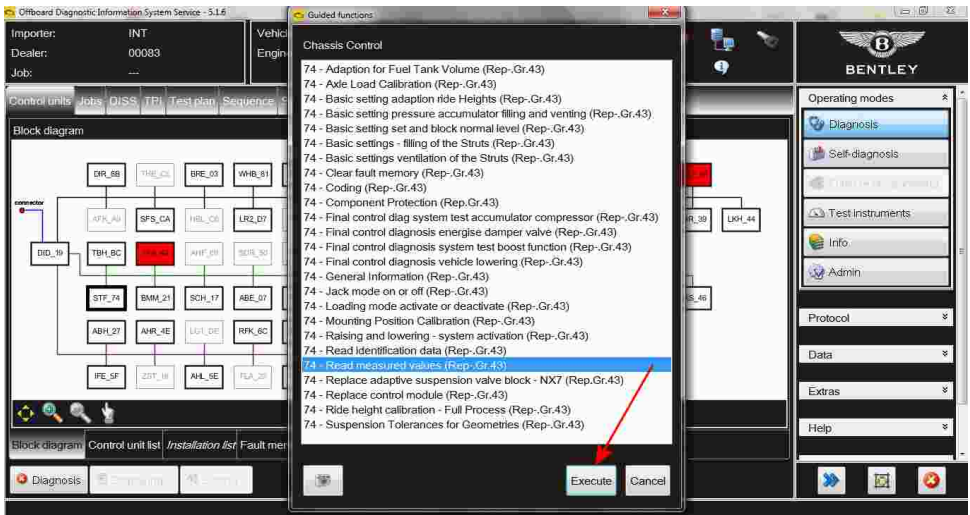 Offboard Diagnostic Information System Service - 5.1.6
Importer: INT
Dealer: 00083
Job: ---
Vehicl
Engin
BENTLEY
Control units Jobs DISS TPI Test plan Sequence S
Block diagram
DIR_6B BRE_03 WHB_81
connector
SFS_CA LR2_D7
DID_19 TBH_BC
STF_74 BMM_21 SCH_17 ABE_07
ABH_27 AHR_4E RFK_6C
IFE_5F AHL_5E
R_39 LKH_44
S_46
Block diagram Control unit list Installation list Fault mem
Diagnosis
Guided functions
Chassis Control
74 - Adaption for Fuel Tank Volume (Rep-.Gr.43)
74 - Axle Load Calibration (Rep-.Gr.43)
74 - Basic setting adaption ride Heights (Rep-.Gr.43)
74 - Basic setting pressure accumulator filling and venting (Rep-.Gr.43)
74 - Basic setting set and block normal level (Rep-.Gr.43)
74 - Basic settings - filling of the Struts (Rep-.Gr.43)
74 - Basic settings ventilation of the Struts (Rep-.Gr.43)
74 - Clear fault memory (Rep-.Gr.43)
74 - Coding (Rep-.Gr.43)
74 - Component Protection (Rep.Gr.43)
74 - Final control diag system test accumulator compressor (Rep-.Gr.43)
74 - Final control diagnosis energise damper valve (Rep-.Gr.43)
74 - Final control diagnosis system test boost function (Rep-.Gr.43)
74 - Final control diagnosis vehicle lowering (Rep-.Gr.43)
74 - General Information (Rep-.Gr.43)
74 - Jack mode on or off (Rep-.Gr.43)
74 - Loading mode activate or deactivate (Rep-.Gr.43)
74 - Mounting Position Calibration (Rep-.Gr.43)
74 - Raising and lowering - system activation (Rep-.Gr.43)
74 - Read identification data (Rep-.Gr.43)
74 - Read measured values (Rep-.Gr.43)
74 - Replace adaptive suspension valve block - NX7 (Rep.Gr.43)
74 - Replace control module (Rep-.Gr.43)
74 - Ride height calibration - Full Process (Rep-.Gr.43)
74 - Suspension Tolerances for Geometries (Rep-.Gr.43)
Execute Cancel
Operating modes
Diagnosis
Self-diagnosis
Test instruments
Info
Admin
Protocol
Data
Extras
Help